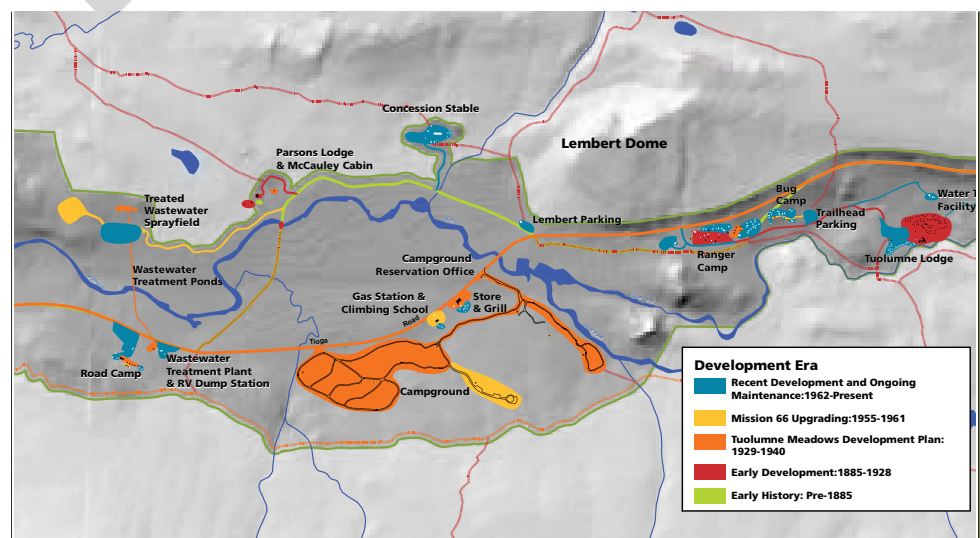 Concession Stable
Lembert Dome
Parsons Lodge
& McCauley Cabin
Treated
Wastewater
Sprayfield
Bug
Camp
Water T
Facility
Lembert Parking
Trailhead
Parking
Ranger
Camp
Tuolumne Lodge
Campground
Reservation Office
Wastewater
Treatment Ponds
Gas Station &
Climbing School
Store
& Grill
Road
Tioga
Road Camp
Wastewater
Treatment Plant
& RV Dump Station
Campground
Development Era
Recent Development and Ongoing
Maintenance:1962-Present
Mission 66 Upgrading:1955-1961
Tuolumne Meadows Development Plan:
1929-1940
Early Development:1885-1928
Early History: Pre-1885